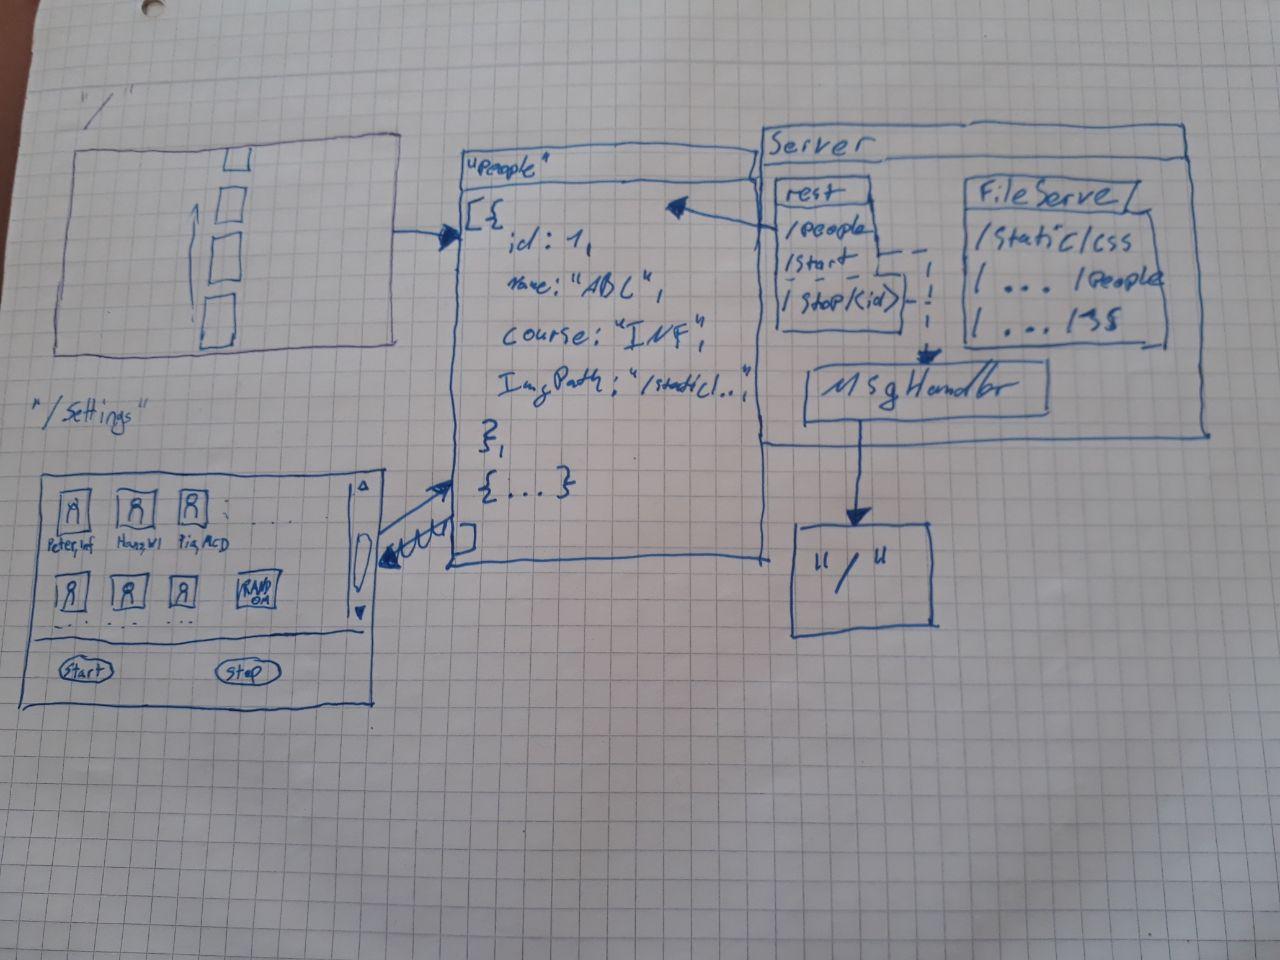 "/"
"People"
[{
id: 1,
name: "ABC",
course: "INF",
ImgPath: "/static/..",
},
{...}
]
Server
rest
/people
/start
/stop<id>
FileServer
/static/css
/ ... /people
/ ... /JS
MsgHandler
"/"
"/Settings"
Peter, Inf
Hans, WI
Pia, MCD
RAND
OM
Start
Stop